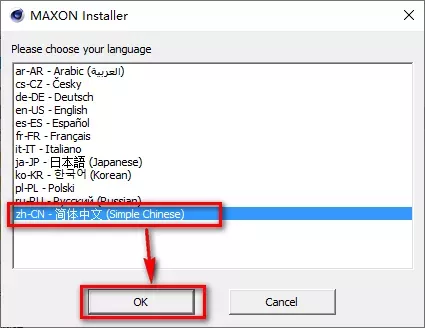 MAXON Installer
Please choose your language
ar-AR - Arabic (العربية)
cs-CZ - Česky
de-DE - Deutsch
en-US - English
es-ES - Español
fr-FR - Français
it-IT - Italiano
ja-JP - 日本語 (Japanese)
ko-KR - 한국어 (Korean)
pl-PL - Polski
ru-RU - Русский (Russian)
zh-CN - 简体中文 (Simple Chinese)
OK
Cancel